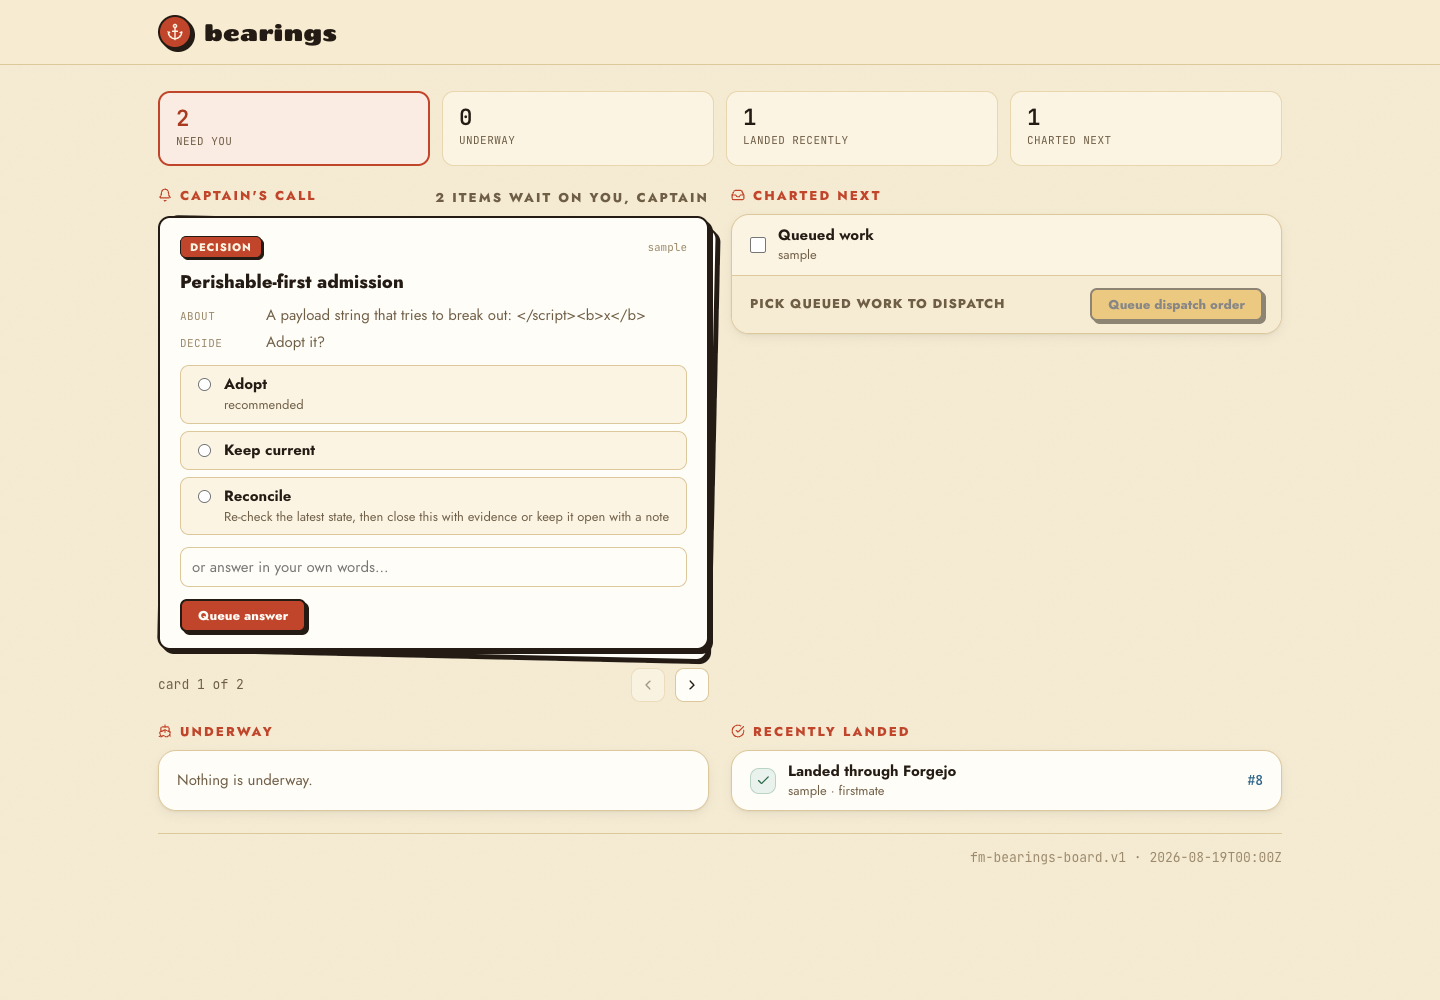 bearings
2
NEED YOU
0
UNDERWAY
1
LANDED RECENTLY
1
CHARTED NEXT
CAPTAIN'S CALL
2 ITEMS WAIT ON YOU, CAPTAIN
DECISION
sample
Perishable-first admission
ABOUT
A payload string that tries to break out: </script><b>x</b>
DECIDE
Adopt it?
Adopt
recommended
Keep current
Reconcile
Re-check the latest state, then close this with evidence or keep it open with a note
or answer in your own words...
Queue answer
card 1 of 2
CHARTED NEXT
Queued work
sample
PICK QUEUED WORK TO DISPATCH
Queue dispatch order
UNDERWAY
Nothing is underway.
RECENTLY LANDED
Landed through Forgejo
sample · firstmate
#8
fm-bearings-board.v1 · 2026-08-19T00:00Z